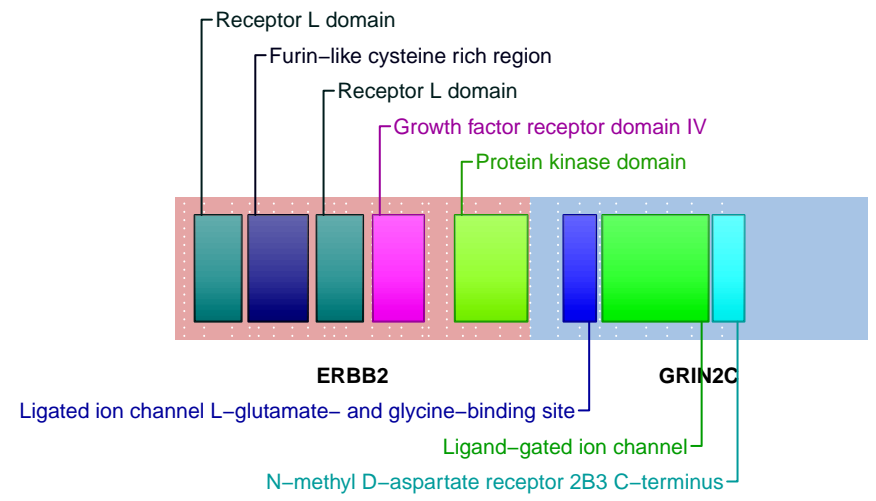 Receptor L domain
Furin−like cysteine rich region
Receptor L domain
Growth factor receptor domain IV
Protein kinase domain
ERBB2 GRIN2C
Ligated ion channel L−glutamate− and glycine−binding site
Ligand−gated ion channel
N−methyl D−aspartate receptor 2B3 C−terminus